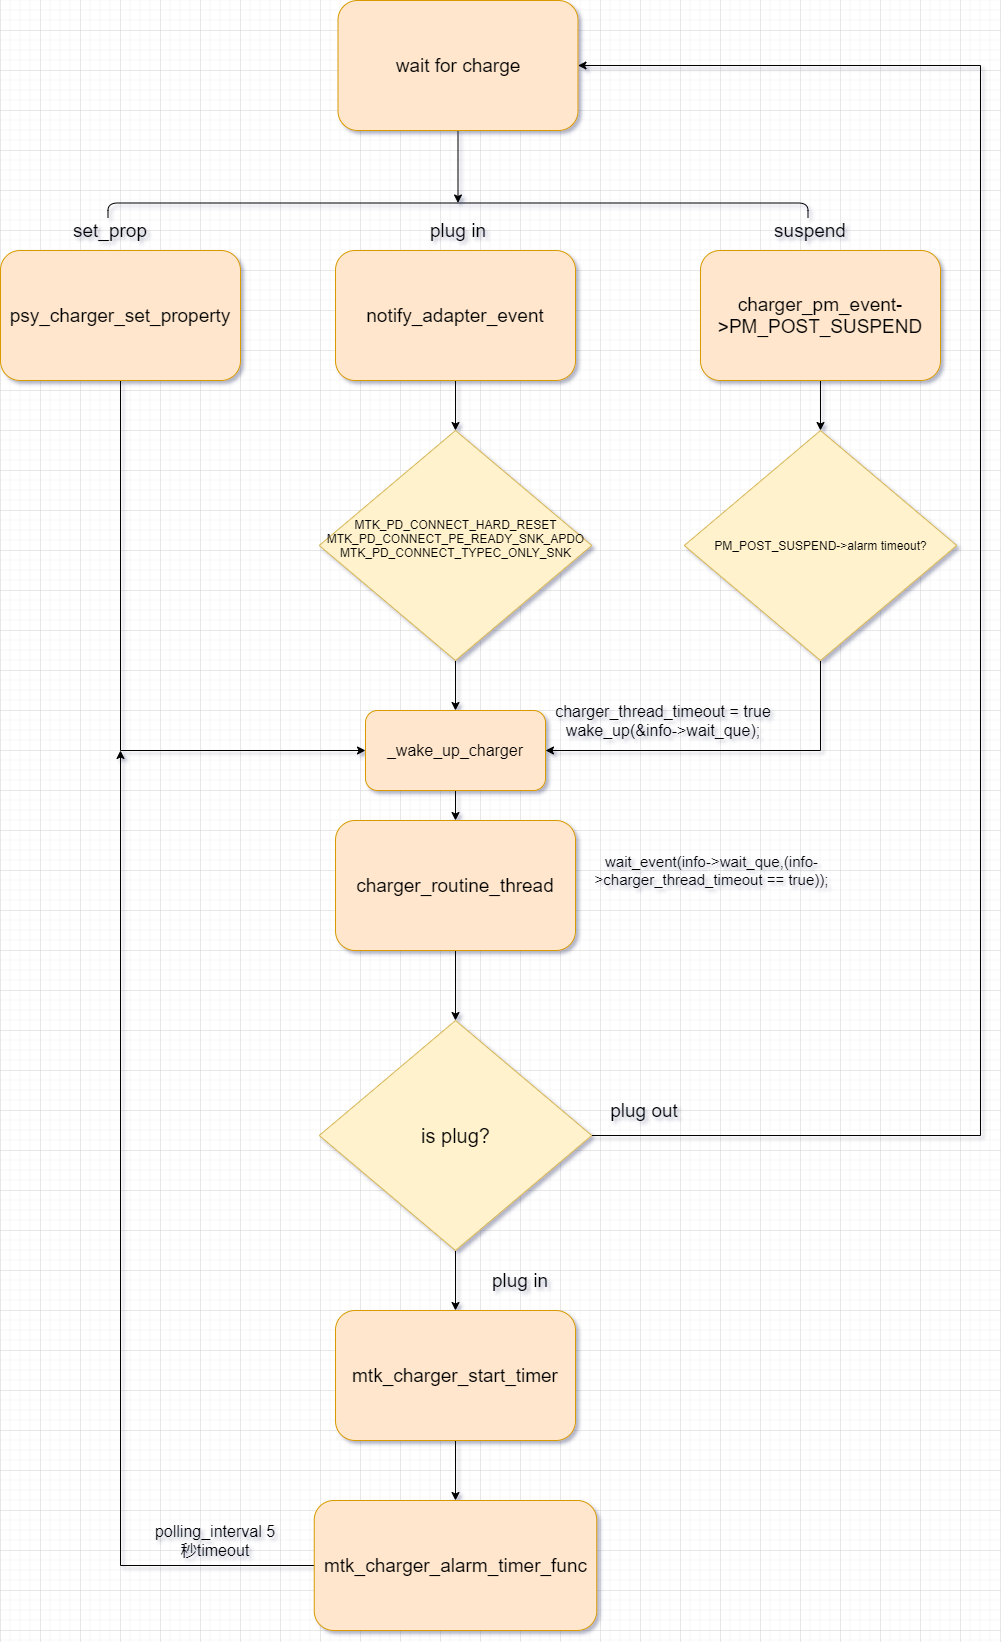 wait for charge
set_prop
plug in
suspend
psy_charger_set_property
notify_adapter_event
charger_pm_event-
>PM_POST_SUSPEND
MTK_PD_CONNECT_HARD_RESET
MTK_PD_CONNECT_PE_READY_SNK_APDO
MTK_PD_CONNECT_TYPEC_ONLY_SNK
PM_POST_SUSPEND->alarm timeout?
charger_thread_timeout = true
wake_up(&info->wait_que);
_wake_up_charger
charger_routine_thread
wait_event(info->wait_que,(info-
>charger_thread_timeout == true));
is plug?
plug out
plug in
mtk_charger_start_timer
polling_interval 5
秒timeout
mtk_charger_alarm_timer_func